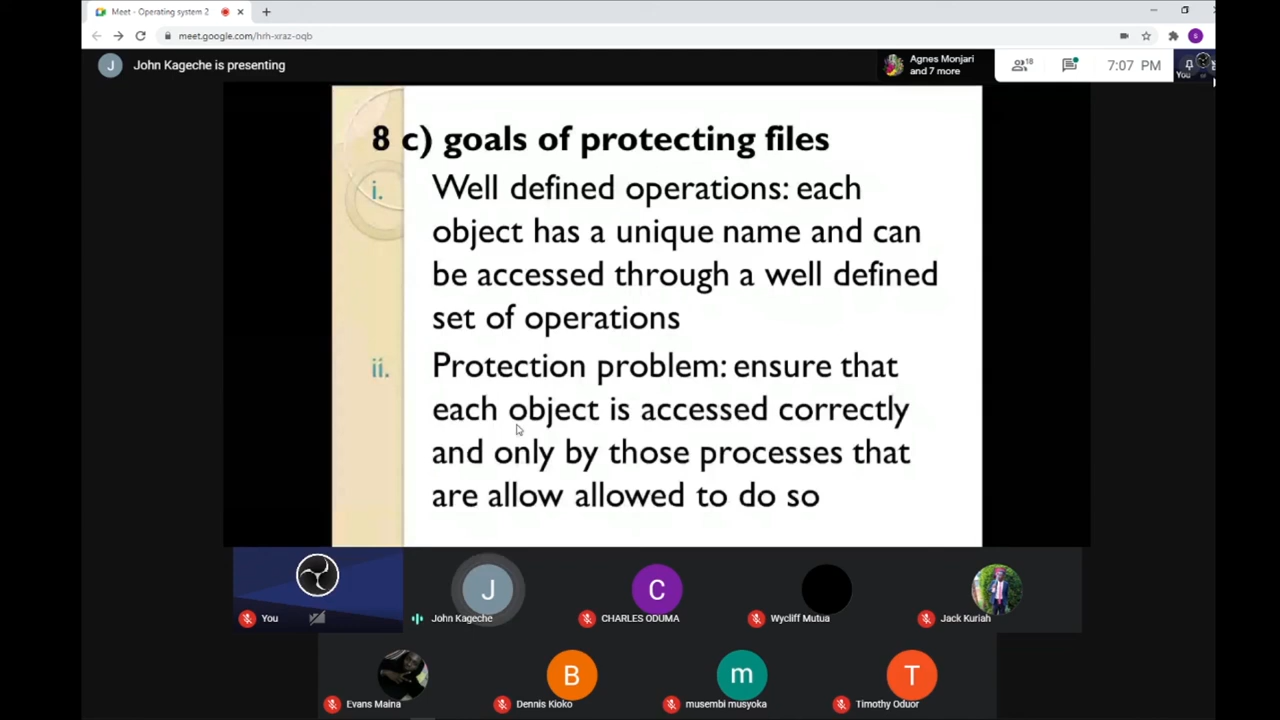 Meet - Operating system 2
meet.google.com/hrh-xraz-oqb
S
J
John Kageche is presenting
Agnes Monjari
and 7 more
18
7:07 PM
You
8 c) goals of protecting files
i. Well defined operations: each
object has a unique name and can
be accessed through a well defined
set of operations
ii. Protection problem: ensure that
each object is accessed correctly
and only by those processes that
are allow allowed to do so
J
C
You
John Kageche
CHARLES ODUMA
Wycliff Mutua
Jack Kuriah
B
m
T
Evans Maina
Dennis Kioko
musembi musyoka
Timothy Oduor